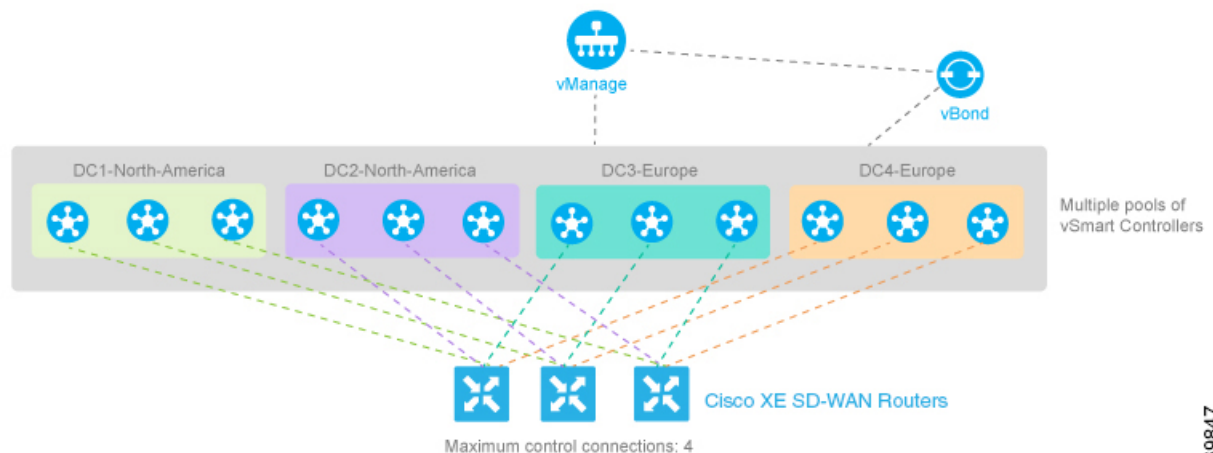 vManage
vBond
DC1-North-America
DC2-North-America
DC3-Europe
DC4-Europe
Multiple pools of
vSmart Controllers
Cisco XE SD-WAN Routers
Maximum control connections: 4